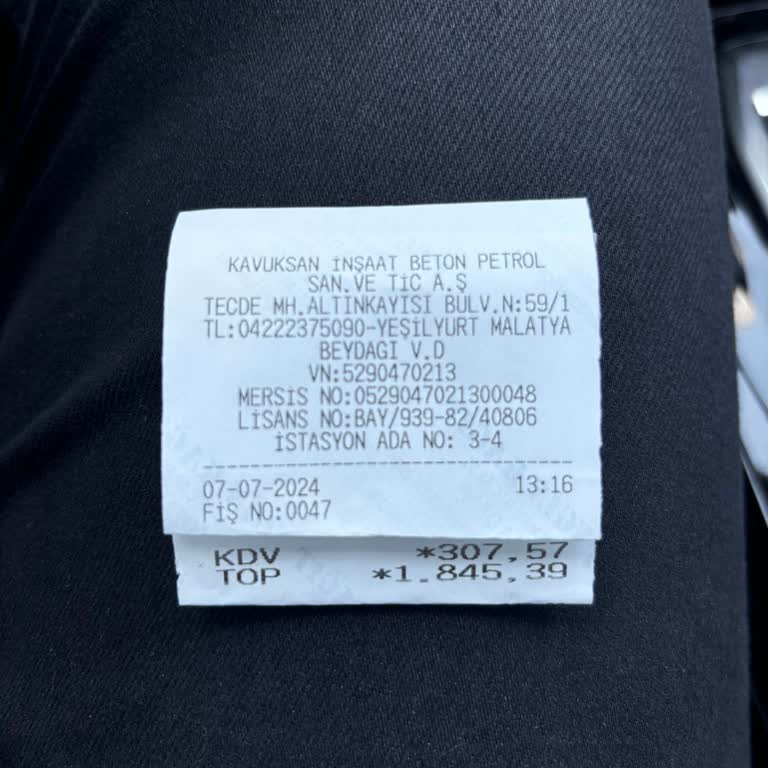 KAVUKSAN İNŞAAT BETON PETROL
SAN.VE TİC A.Ş
TECDE MH.ALTINKAYISI BULV.N:59/1
TL:04222375090-YEŞİLYURT MALATYA
BEYDAGI V.D
VN:5290470213
MERSİS NO:0529047021300048
LİSANS NO:BAY/939-82/40806
İSTASYON ADA NO: 3-4
07-07-2024 13:16
FİŞ NO:0047
KDV *307,57
TOP *1.845,39